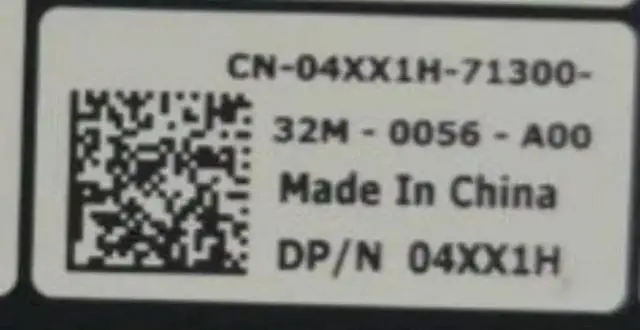 CN-04XX1H-71300-
32M - 0056 - A00
Made In China
DP/N 04XX1H